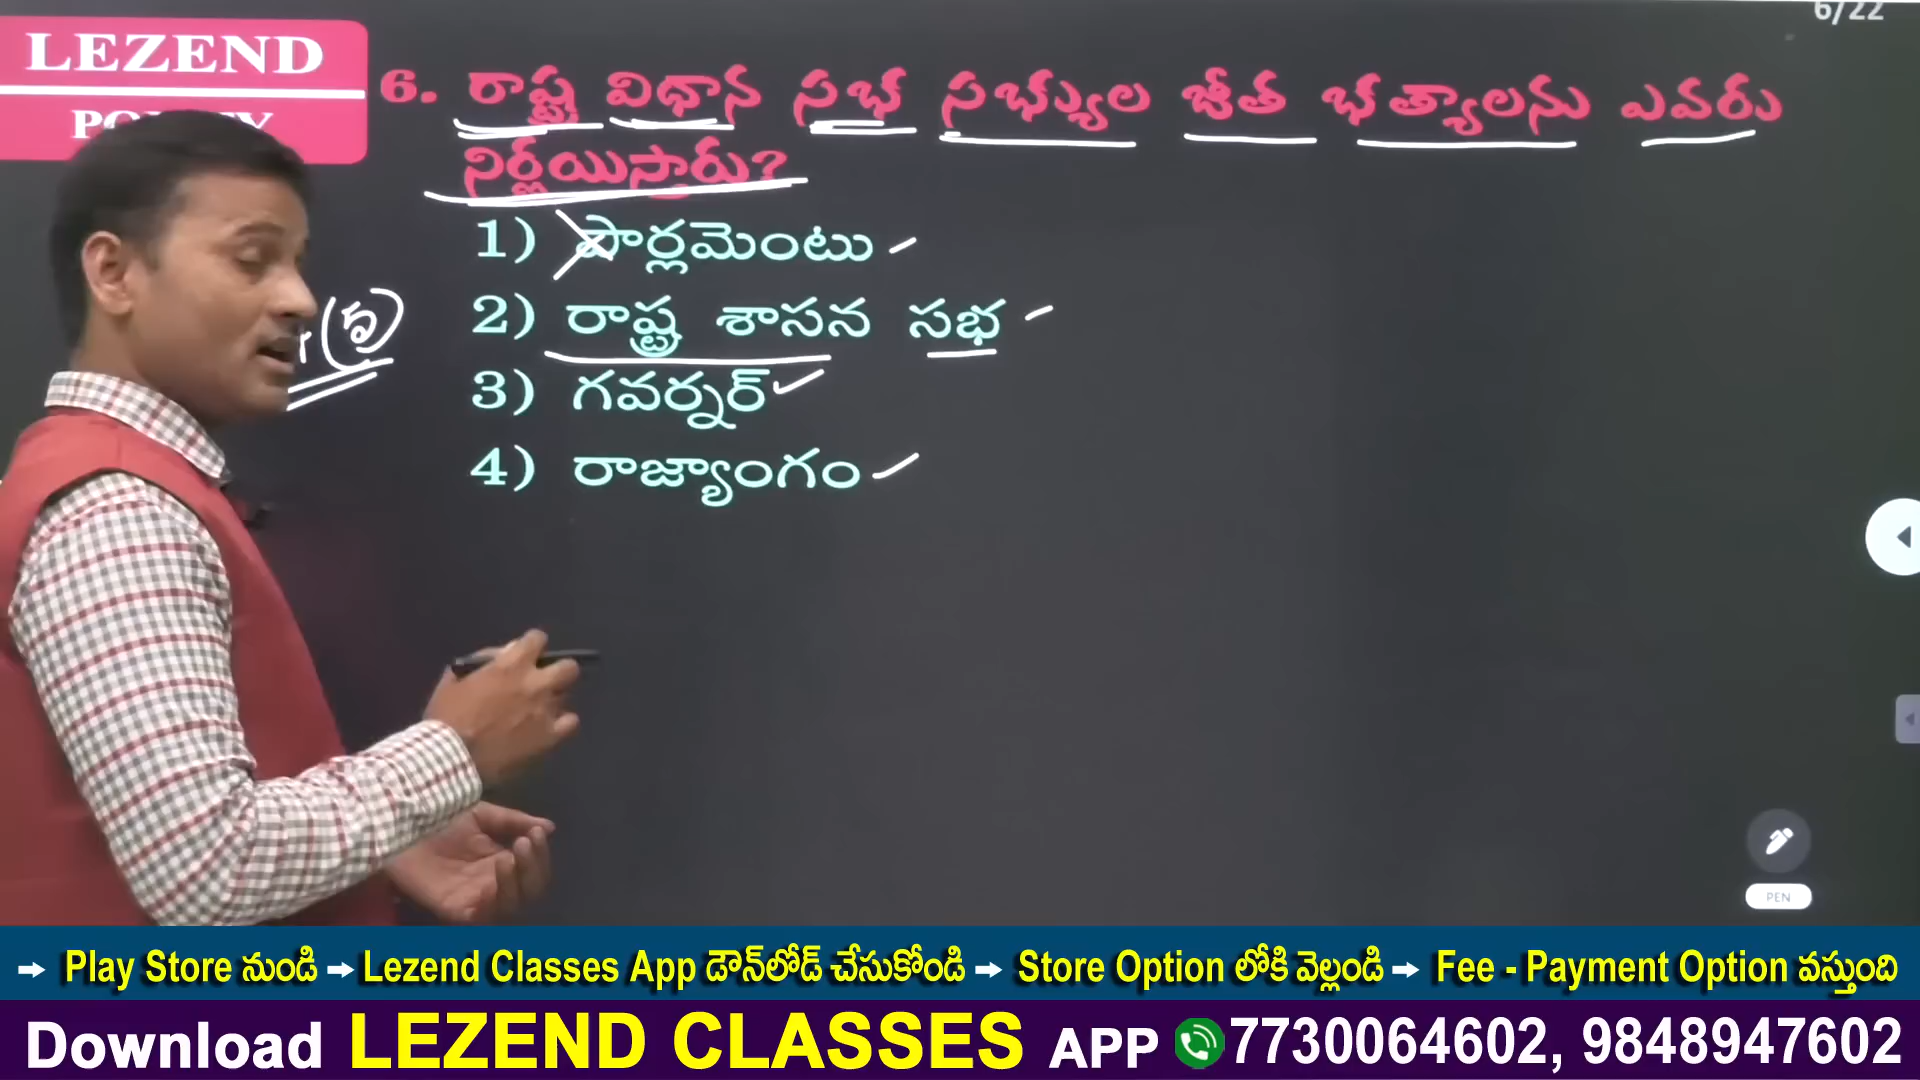 6/22
LEZEND
6. రాష్ట్ర విధాన సభ సభ్యుల జీత భత్యాలను ఎవరు
నిర్ణయిస్తారు?
1) పార్లమెంటు
2) రాష్ట్ర శాసన సభ
3) గవర్నర్
4) రాజ్యాంగం
PEN
➞ Play Store నుండి ➞ Lezend Classes App డౌన్‌లోడ్ చేసుకోండి ➞ Store Option లోకి వెల్లండి ➞ Fee - Payment Option వస్తుంది
Download LEZEND CLASSES APP 7730064602, 9848947602